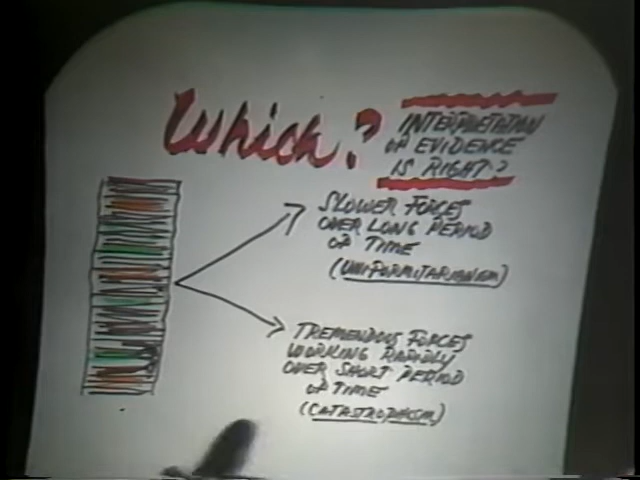 Which?
INTERPRETATION
OF EVIDENCE
IS RIGHT?
SLOWER FORCES
OVER LONG PERIOD
OF TIME
(UNIFORMITARIANISM)
TREMENDOUS FORCES
WORKING RAPIDLY
OVER SHORT PERIOD
OF TIME
(CATASTROPHISM)